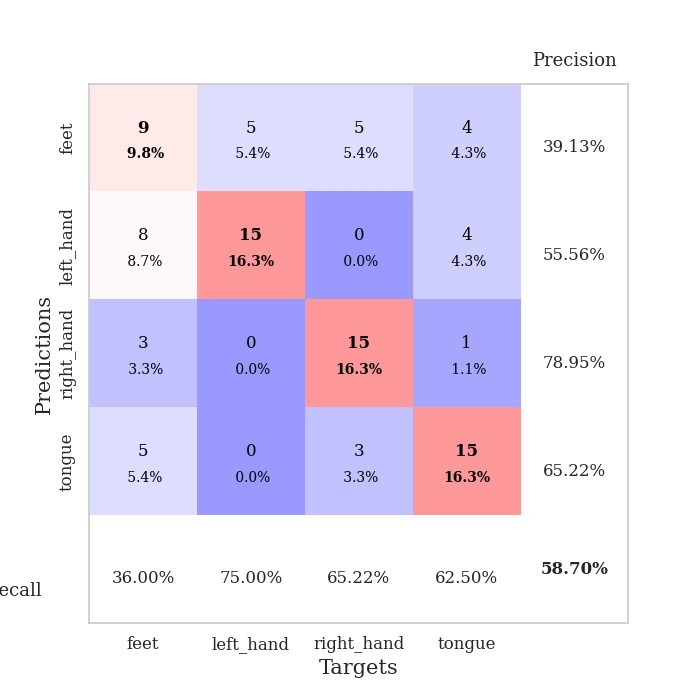 Precision
feet
9 5 5 4
9.8% 5.4% 5.4% 4.3%
39.13%
left_hand
8 15 0 4
8.7% 16.3% 0.0% 4.3%
55.56%
Predictions
right_hand
3 0 15 1
3.3% 0.0% 16.3% 1.1%
78.95%
tongue
5 0 3 15
5.4% 0.0% 3.3% 16.3%
65.22%
ecall
36.00% 75.00% 65.22% 62.50% 58.70%
feet left_hand right_hand tongue
Targets